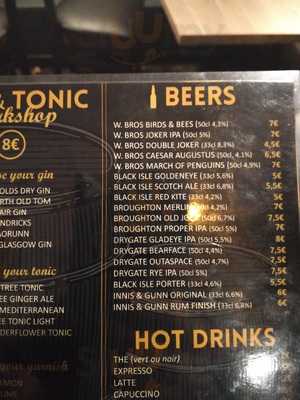 & TONIC
kshop
8€
e your gin
OLDS DRY GIN
RTH OLD TOM
AIR GIN
NDRICKS
AORUNN
GLASGOW GIN
your tonic
TREE TONIC
EE GINGER ALE
MEDITERRANEAN
EE TONIC LIGHT
DERFLOWER TONIC
your garnish
EMON
BEERS
W. BROS BIRDS & BEES (50cl 4,3%) 7€
W. BROS JOKER IPA (50cl 5%) 7€
W. BROS DOUBLE JOKER (33cl 8,3%) 4,5€
W. BROS CAESAR AUGUSTUS (50cl, 4,1%) 6,5€
W. BROS MARCH OF PENGUINS (50cl, 4,9%) 7€
BLACK ISLE GOLDENEYE (33cl 5,6%) 5€
BLACK ISLE SCOTCH ALE (33cl 6,8%) 5,5€
BLACK ISLE RED KITE (33cl, 4,2%) 5€
BROUGHTON MERLIN 4,2%) 7€
BROUGHTON OLD JO 6,7%) 7,5€
BROUGHTON PROPER IPA (50cl 5%) 7€
DRYGATE GLADEYE IPA (50cl 5,5%) 8€
DRYGATE BEARFACE (50cl, 4,4%) 7,5€
DRYGATE OUTASPACE (50cl, 4,7%) 7,5€
DRYGATE RYE IPA (50cl 5%) 7,5€
BLACK ISLE PORTER (33cl 4,6%) 5,5€
INNIS & GUNN ORIGINAL (33cl 6,6%) 6€
INNIS & GUNN RUM FINISH (33cl, 6,8%) 6€
HOT DRINKS
THE (vert ou noir)
EXPRESSO
LATTE
CAPUCCINO